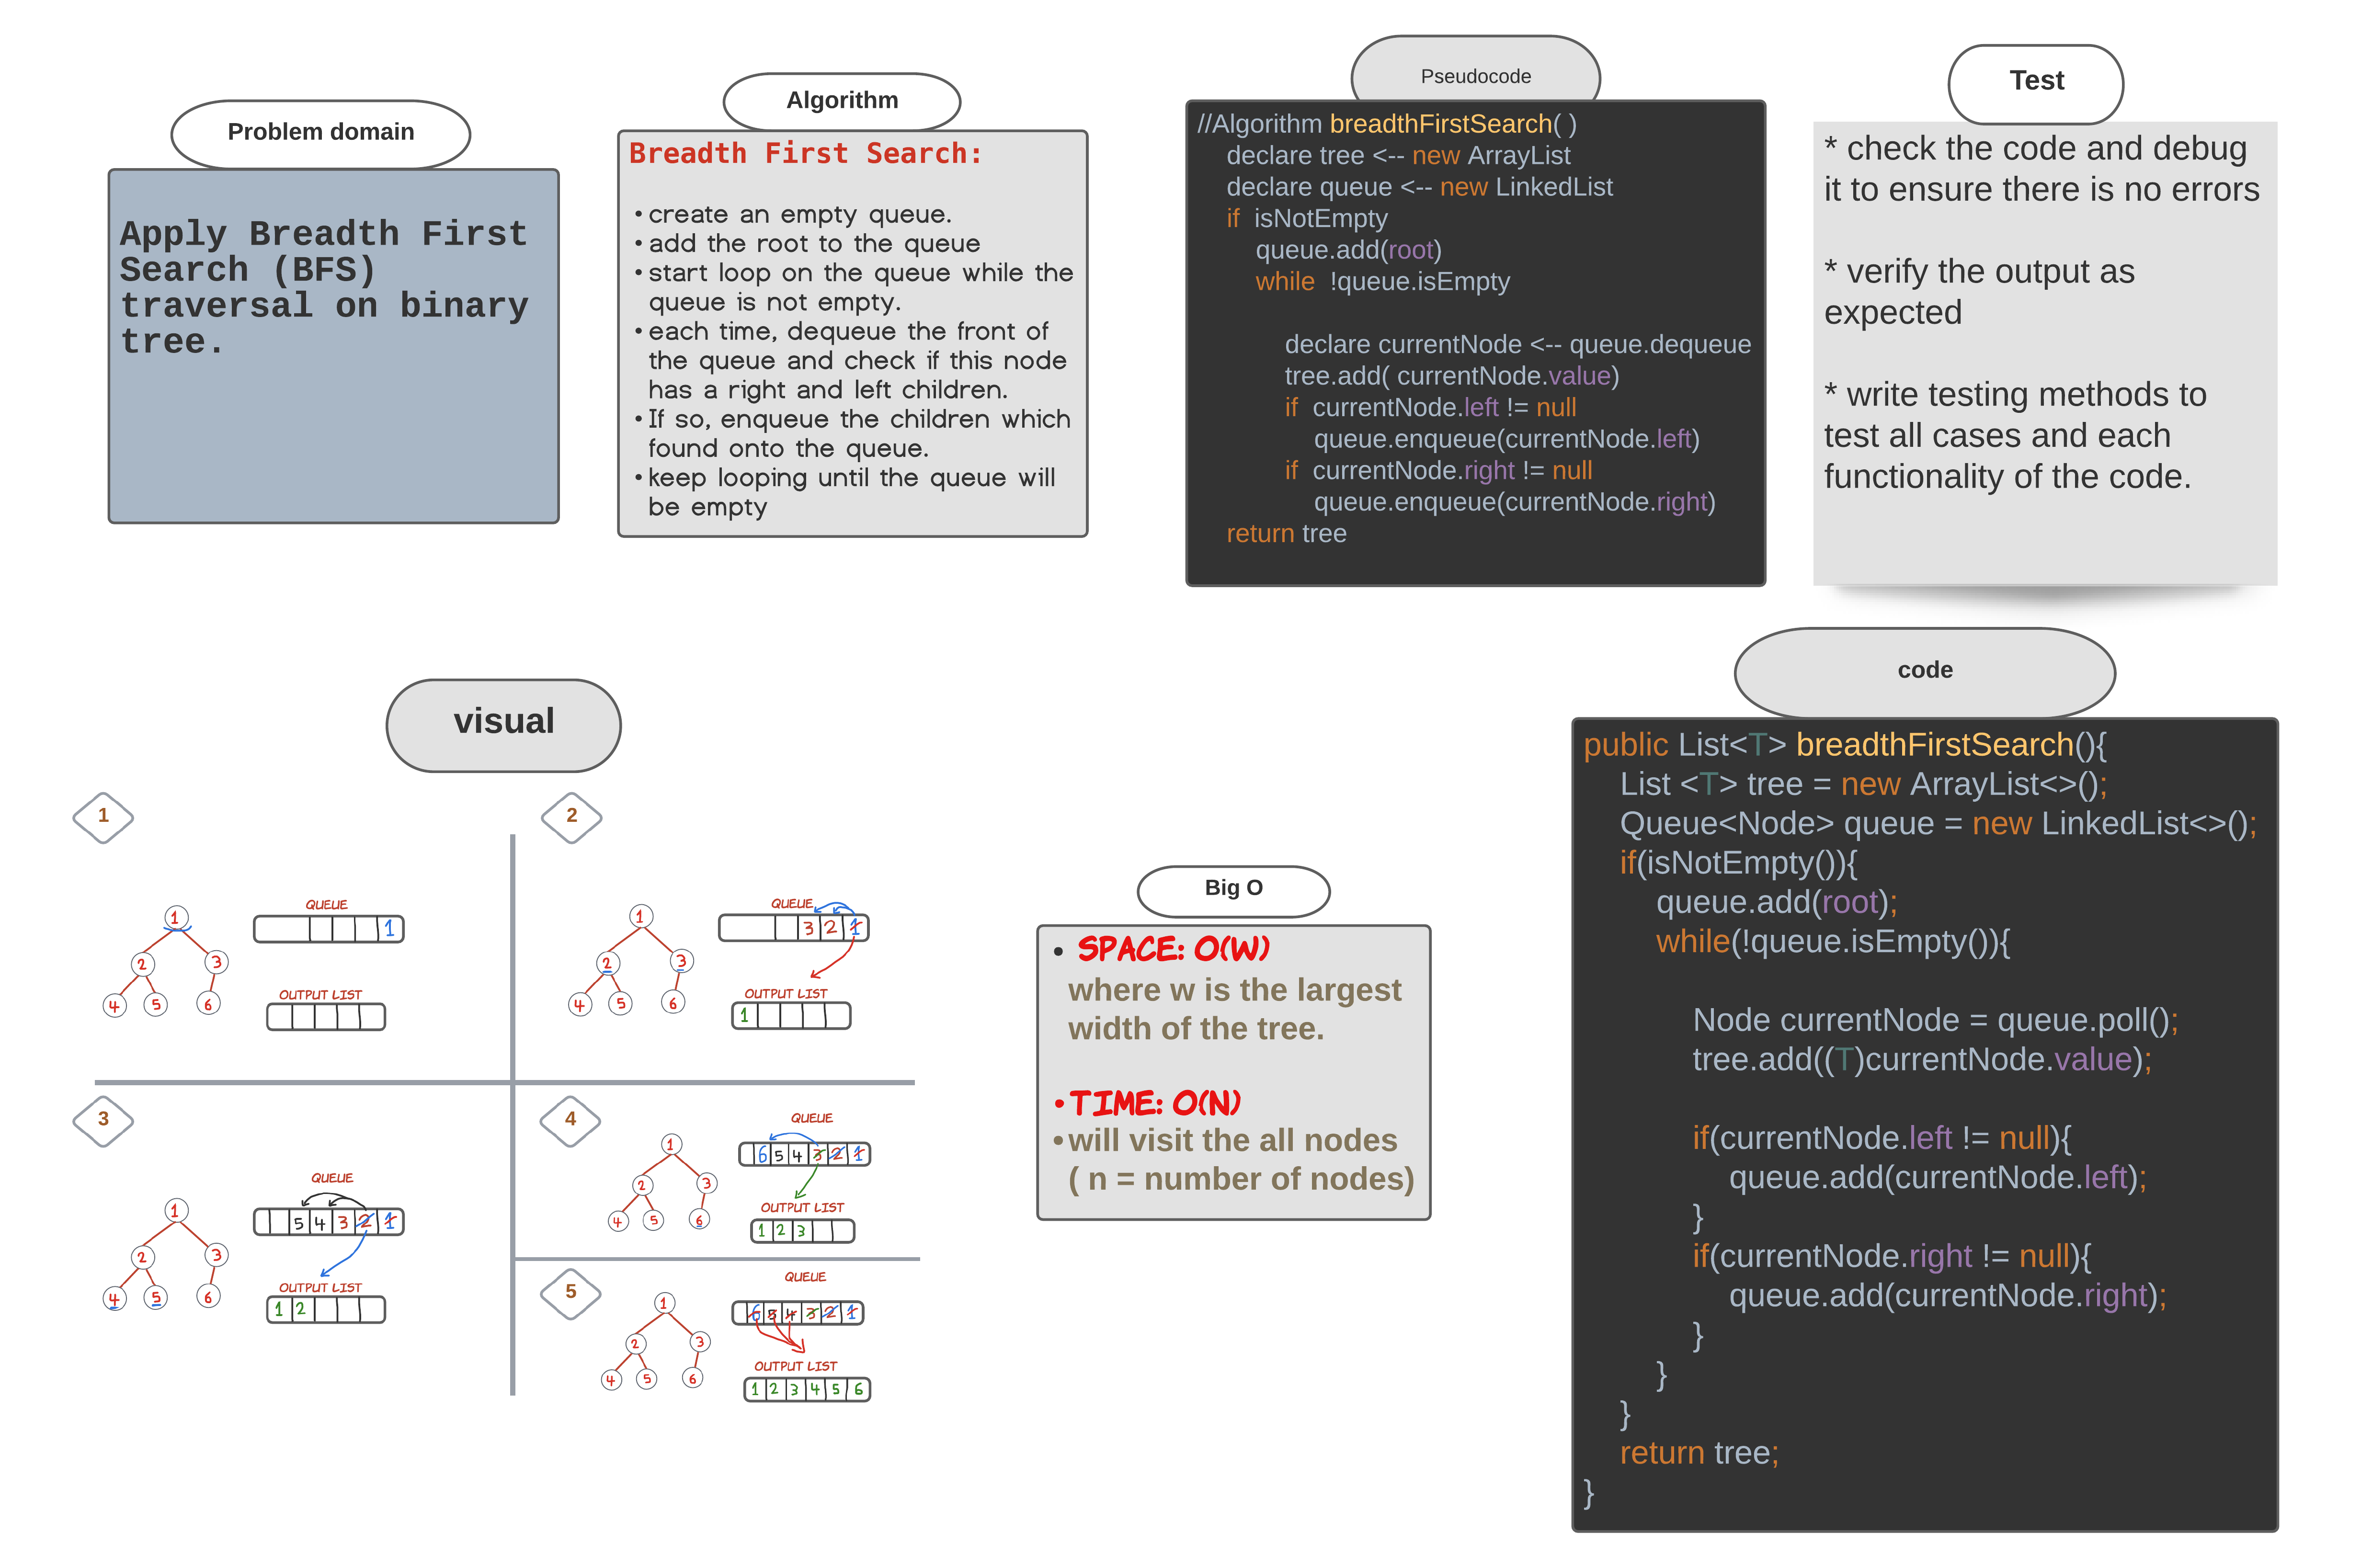 Problem domain
Apply Breadth First
Search (BFS)
traversal on binary
tree.
Algorithm
Breadth First Search:
• create an empty queue.
• add the root to the queue
• start loop on the queue while the
queue is not empty.
• each time, dequeue the front of
the queue and check if this node
has a right and left children.
• If so, enqueue the children which
found onto the queue.
• keep looping until the queue will
be empty
Pseudocode
//Algorithm breadthFirstSearch( )
declare tree <-- new ArrayList
declare queue <-- new LinkedList
if isNotEmpty
queue.add(root)
while !queue.isEmpty
declare currentNode <-- queue.dequeue
tree.add( currentNode.value)
if currentNode.left != null
queue.enqueue(currentNode.left)
if currentNode.right != null
queue.enqueue(currentNode.right)
return tree
Test
* check the code and debug
it to ensure there is no errors
* verify the output as
expected
* write testing methods to
test all cases and each
functionality of the code.
visual
1
QUEUE
1
1
2 3
4 5 6
OUTPUT LIST
2
QUEUE
3 2 1
1
2 3
4 5 6
OUTPUT LIST
1
3
QUEUE
5 4 3 2 1
1
2 3
4 5 6
OUTPUT LIST
1 2
4
QUEUE
6 5 4 3 2 1
1
2 3
4 5 6
OUTPUT LIST
1 2 3
5
QUEUE
6 5 4 3 2 1
1
2 3
4 5 6
OUTPUT LIST
1 2 3 4 5 6
Big O
• SPACE: O(W)
where w is the largest
width of the tree.
• TIME: O(N)
• will visit the all nodes
( n = number of nodes)
code
public List<T> breadthFirstSearch(){
List <T> tree = new ArrayList<>();
Queue<Node> queue = new LinkedList<>();
if(isNotEmpty()){
queue.add(root);
while(!queue.isEmpty()){
Node currentNode = queue.poll();
tree.add((T)currentNode.value);
if(currentNode.left != null){
queue.add(currentNode.left);
}
if(currentNode.right != null){
queue.add(currentNode.right);
}
}
}
return tree;
}